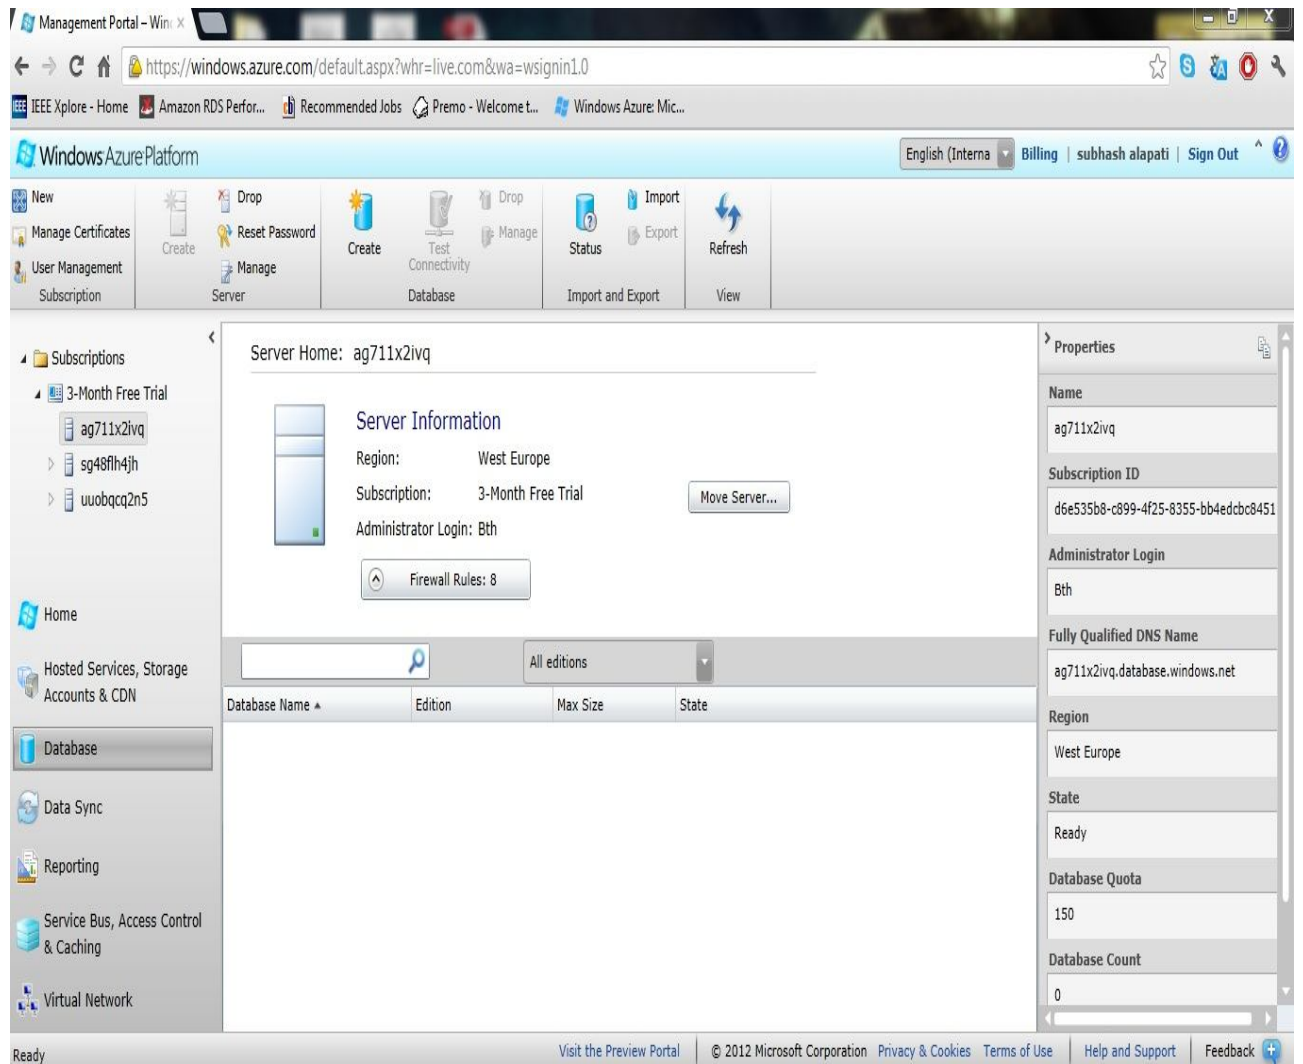 Management Portal – Win
https://windows.azure.com/default.aspx?whr=live.com&wa=wsignin1.0
IEEE Xplore - Home
Amazon RDS Perfor...
Recommended Jobs
Premo - Welcome t...
Windows Azure: Mic...
Windows Azure Platform
English (Interna
Billing | subhash alapati | Sign Out
New
Manage Certificates
User Management
Subscription
Create
Drop
Reset Password
Manage
Server
Create
Test Connectivity
Drop
Manage
Database
Status
Import
Export
Import and Export
Refresh
View
Subscriptions
3-Month Free Trial
ag711x2ivq
sg48flh4jh
uuobqcq2n5
Home
Hosted Services, Storage
Accounts & CDN
Database
Data Sync
Reporting
Service Bus, Access Control
& Caching
Virtual Network
Server Home: ag711x2ivq
Server Information
Region: West Europe
Subscription: 3-Month Free Trial
Move Server...
Administrator Login: Bth
Firewall Rules: 8
All editions
Database Name
Edition
Max Size
State
Properties
Name
ag711x2ivq
Subscription ID
d6e535b8-c899-4f25-8355-bb4edcbc8451
Administrator Login
Bth
Fully Qualified DNS Name
ag711x2ivq.database.windows.net
Region
West Europe
State
Ready
Database Quota
150
Database Count
0
Ready
Visit the Preview Portal
© 2012 Microsoft Corporation
Privacy & Cookies
Terms of Use
Help and Support
Feedback